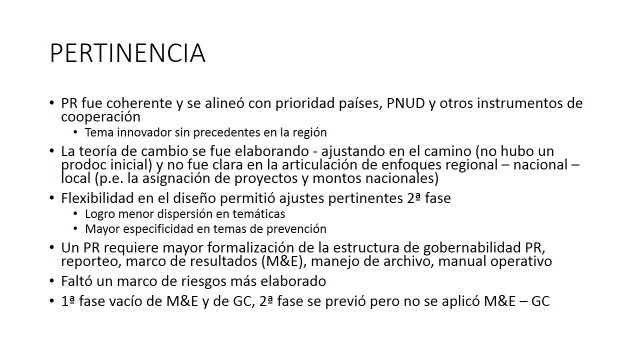 PERTINENCIA
• PR fue coherente y se alineó con prioridad países, PNUD y otros instrumentos de
cooperación
• Tema innovador sin precedentes en la región
• La teoría de cambio se fue elaborando - ajustando en el camino (no hubo un
prodoc inicial) y no fue clara en la articulación de enfoques regional – nacional –
local (p.e. la asignación de proyectos y montos nacionales)
• Flexibilidad en el diseño permitió ajustes pertinentes 2ª fase
• Logro menor dispersión en temáticas
• Mayor especificidad en temas de prevención
• Un PR requiere mayor formalización de la estructura de gobernabilidad PR,
reporteo, marco de resultados (M&E), manejo de archivo, manual operativo
• Faltó un marco de riesgos más elaborado
• 1ª fase vacío de M&E y de GC, 2ª fase se previó pero no se aplicó M&E – GC